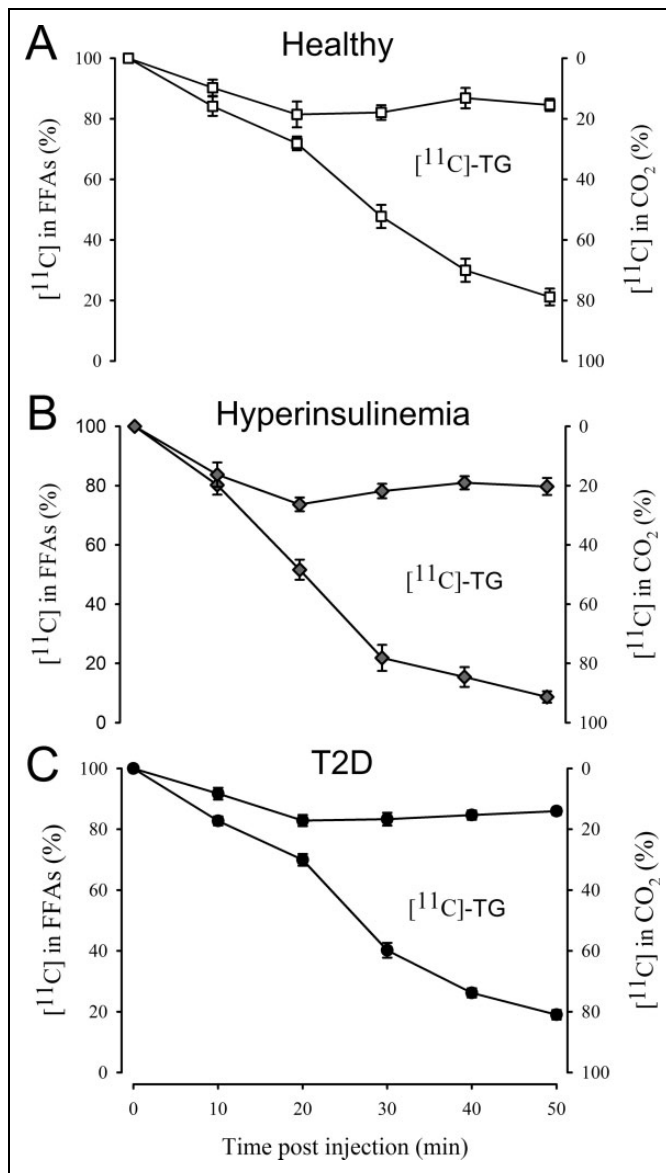 A
Healthy
100
80
60
40
20
0
[¹¹C] in FFAs (%)
[¹¹C]-TG
0
20
40
60
80
100
[¹¹C] in CO₂ (%)
B
Hyperinsulinemia
100
80
60
40
20
0
[¹¹C] in FFAs (%)
[¹¹C]-TG
0
20
40
60
80
100
[¹¹C] in CO₂ (%)
C
T2D
100
80
60
40
20
0
[¹¹C] in FFAs (%)
[¹¹C]-TG
0
20
40
60
80
100
[¹¹C] in CO₂ (%)
0 10 20 30 40 50
Time post injection (min)